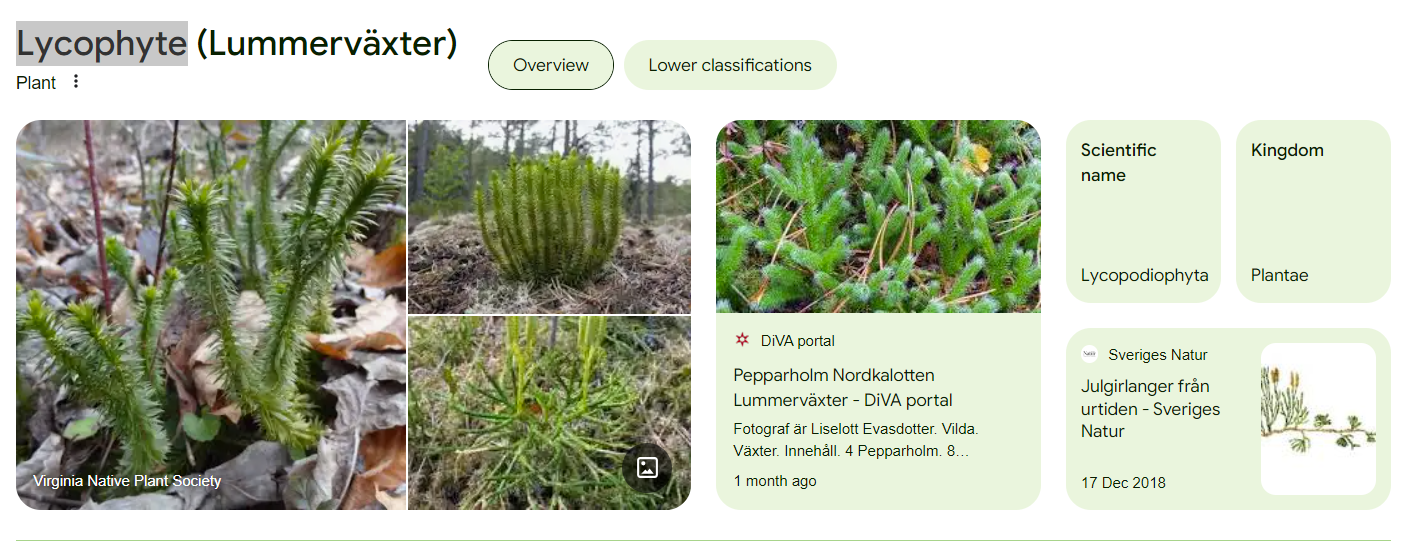 Lycophyte (Lummerväxter)
Plant
Overview
Lower classifications
Virginia Native Plant Society
DiVA portal
Pepparholm Nordkalotten
Lummerväxter - DiVA portal
Fotograf är Liselott Evasdotter. Vilda.
Växter. Innehåll. 4 Pepparholm. 8...
1 month ago
Scientific
name
Lycopodiophyta
Kingdom
Plantae
Sveriges Natur
Julgirlanger från
urtiden - Sveriges
Natur
17 Dec 2018